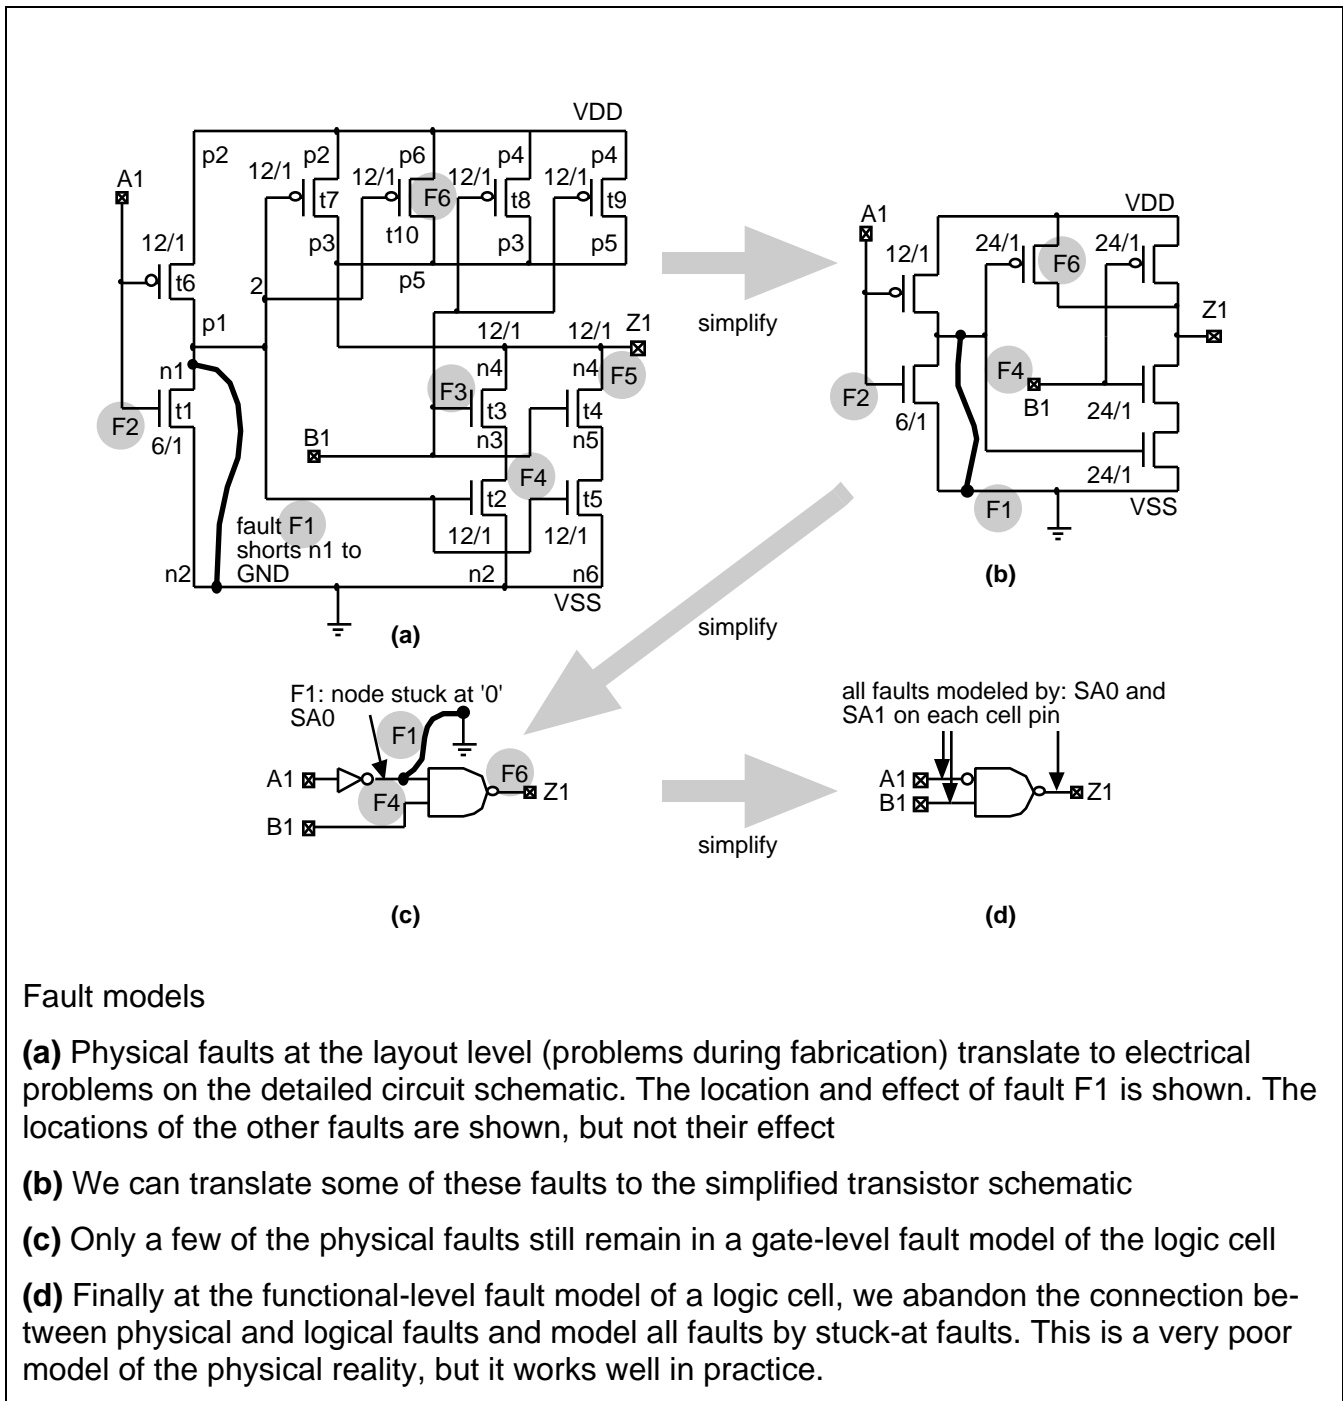 VDD
p2
p2
p6
p4
p4
12/1
12/1
12/1
12/1
A1
t7
F6
t8
t9
t10
12/1
p3
p3
p5
t6
2
p5
p1
12/1
12/1
Z1
n1
n4
n4
F5
F3
t1
t3
t4
F2
6/1
B1
n3
n5
F4
t2
t5
fault F1
shorts n1 to
GND
12/1
12/1
n2
n2
n6
VSS
(a)
simplify
VDD
A1
12/1
24/1
24/1
F6
Z1
F4
F2
B1
6/1
24/1
24/1
F1
VSS
(b)
simplify
F1: node stuck at '0'
SA0
F1
A1
F4
F6
Z1
B1
(c)
simplify
all faults modeled by: SA0 and
SA1 on each cell pin
A1
B1
Z1
(d)
Fault models
(a) Physical faults at the layout level (problems during fabrication) translate to electrical
problems on the detailed circuit schematic. The location and effect of fault F1 is shown. The
locations of the other faults are shown, but not their effect
(b) We can translate some of these faults to the simplified transistor schematic
(c) Only a few of the physical faults still remain in a gate-level fault model of the logic cell
(d) Finally at the functional-level fault model of a logic cell, we abandon the connection be-
tween physical and logical faults and model all faults by stuck-at faults. This is a very poor
model of the physical reality, but it works well in practice.